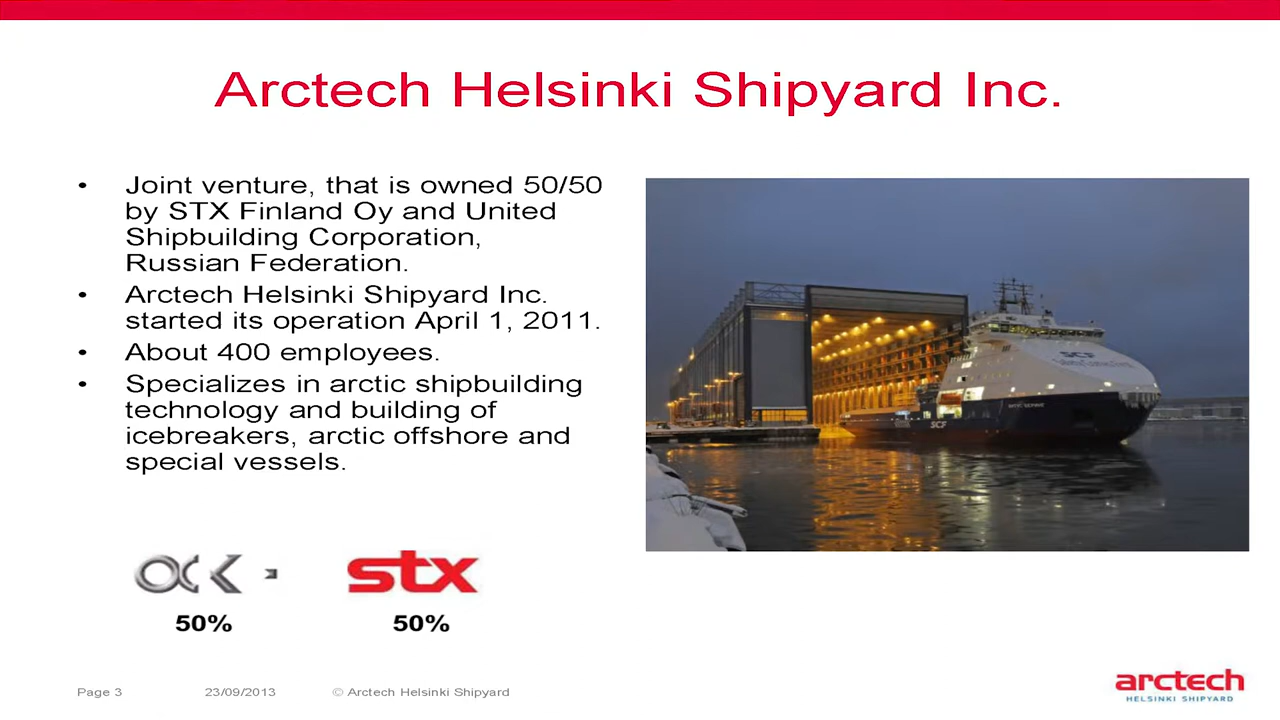 Arctech Helsinki Shipyard Inc.
• Joint venture, that is owned 50/50
by STX Finland Oy and United
Shipbuilding Corporation,
Russian Federation.
• Arctech Helsinki Shipyard Inc.
started its operation April 1, 2011.
• About 400 employees.
• Specializes in arctic shipbuilding
technology and building of
icebreakers, arctic offshore and
special vessels.
SCF
SCF
stx
50%
50%
Page 3
23/09/2013
© Arctech Helsinki Shipyard
arctech
HELSINKI SHIPYARD